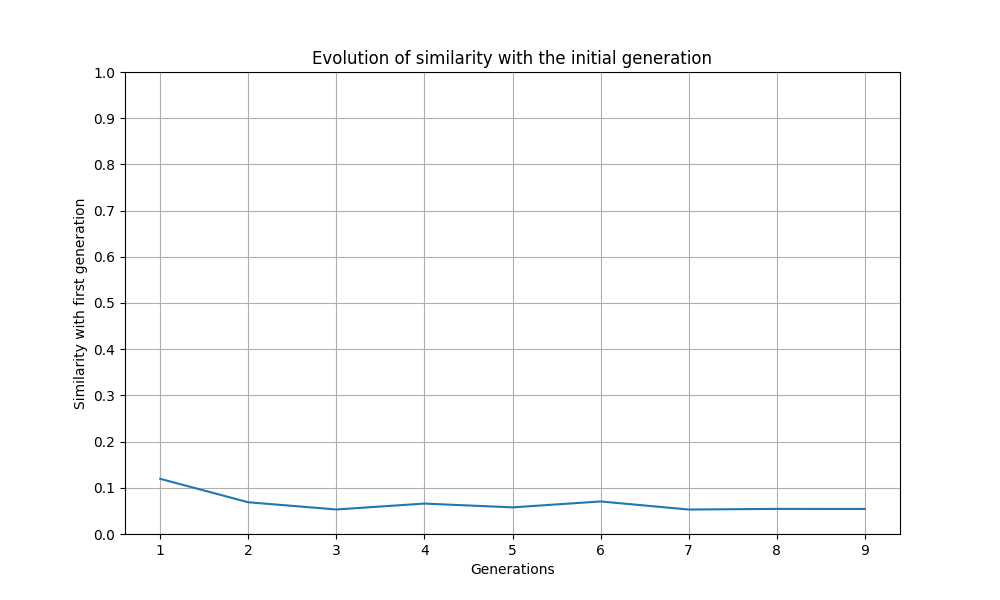 Evolution of similarity with the initial generation
1.0
0.9
0.8
0.7
0.6
0.5
0.4
0.3
0.2
0.1
0.0
Similarity with first generation
1 2 3 4 5 6 7 8 9
Generations